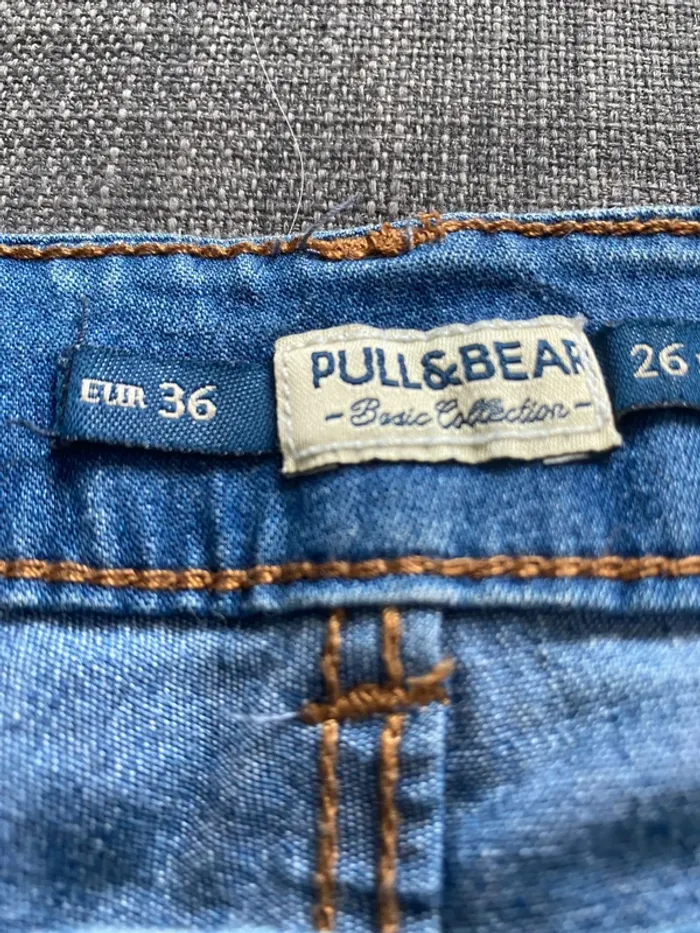 EUR 36
PULL&BEAR
- Basic Collection -
26